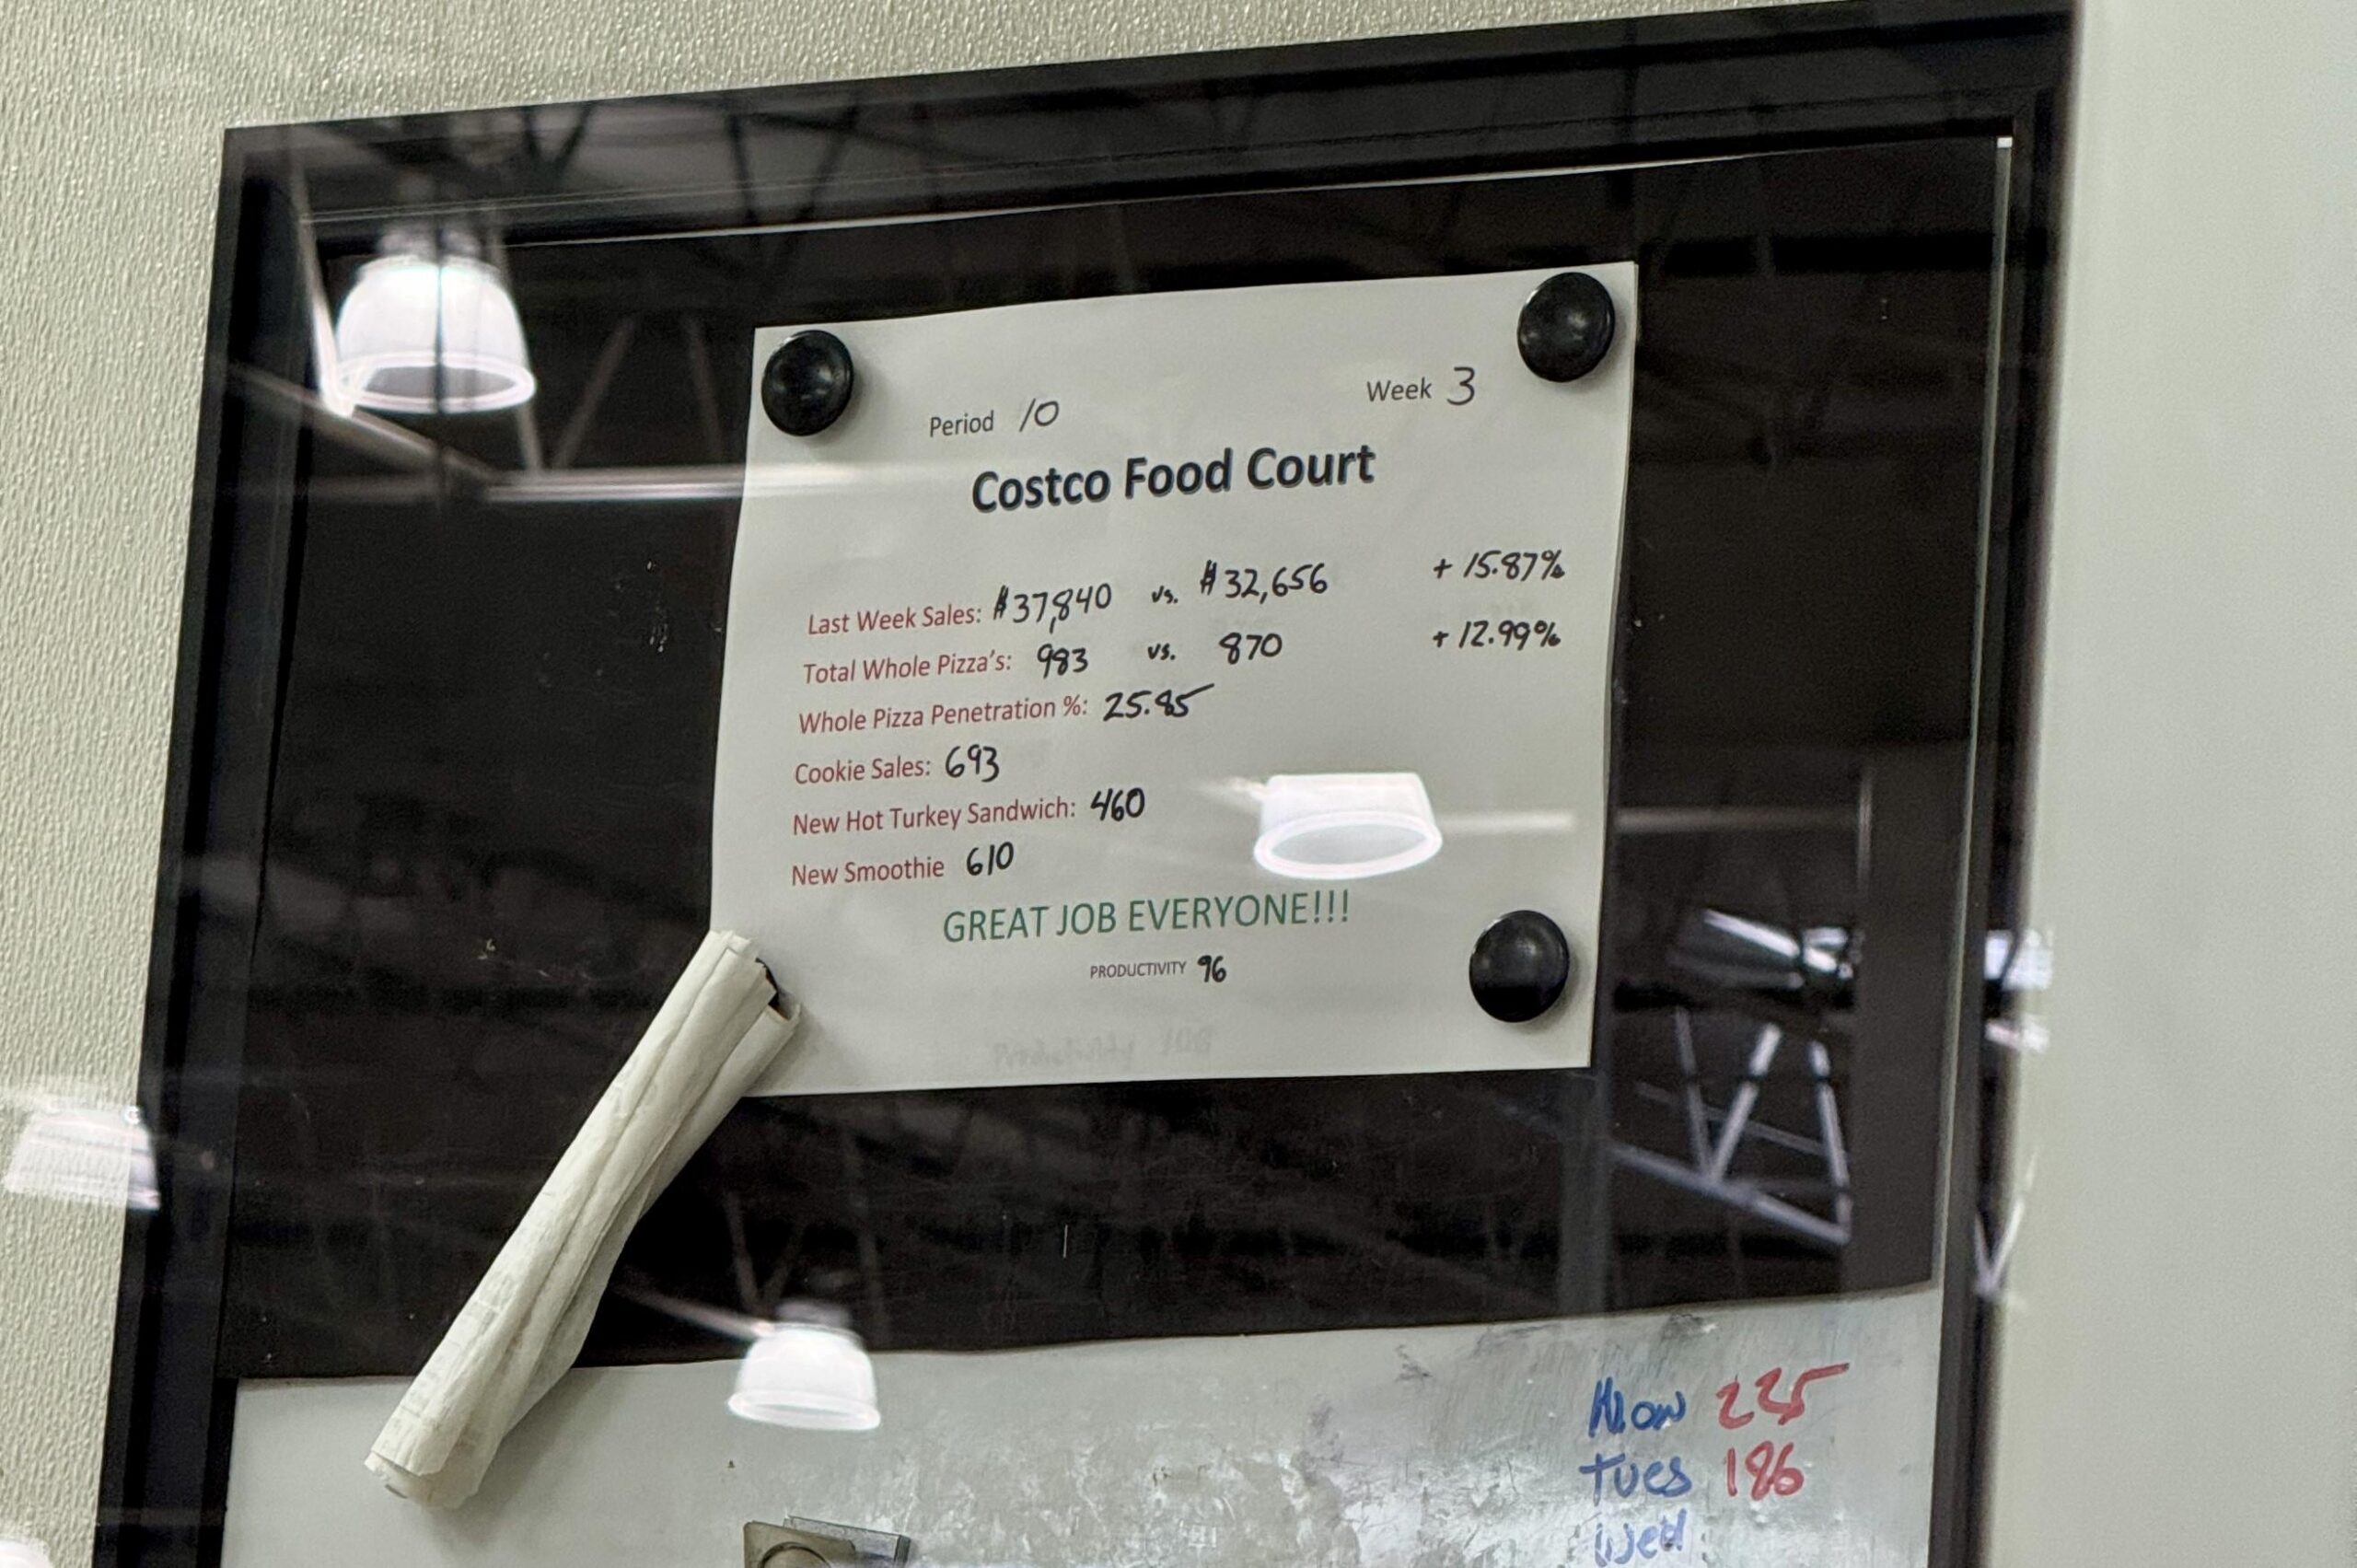 Period 10 Week 3
Costco Food Court
Last Week Sales: $37,840 vs. $32,656 + 15.87%
Total Whole Pizza's: 983 vs. 870 + 12.99%
Whole Pizza Penetration %: 25.85
Cookie Sales: 693
New Hot Turkey Sandwich: 460
New Smoothie 610
GREAT JOB EVERYONE!!!
PRODUCTIVITY 96
Mon 225
Tues 186
Wed